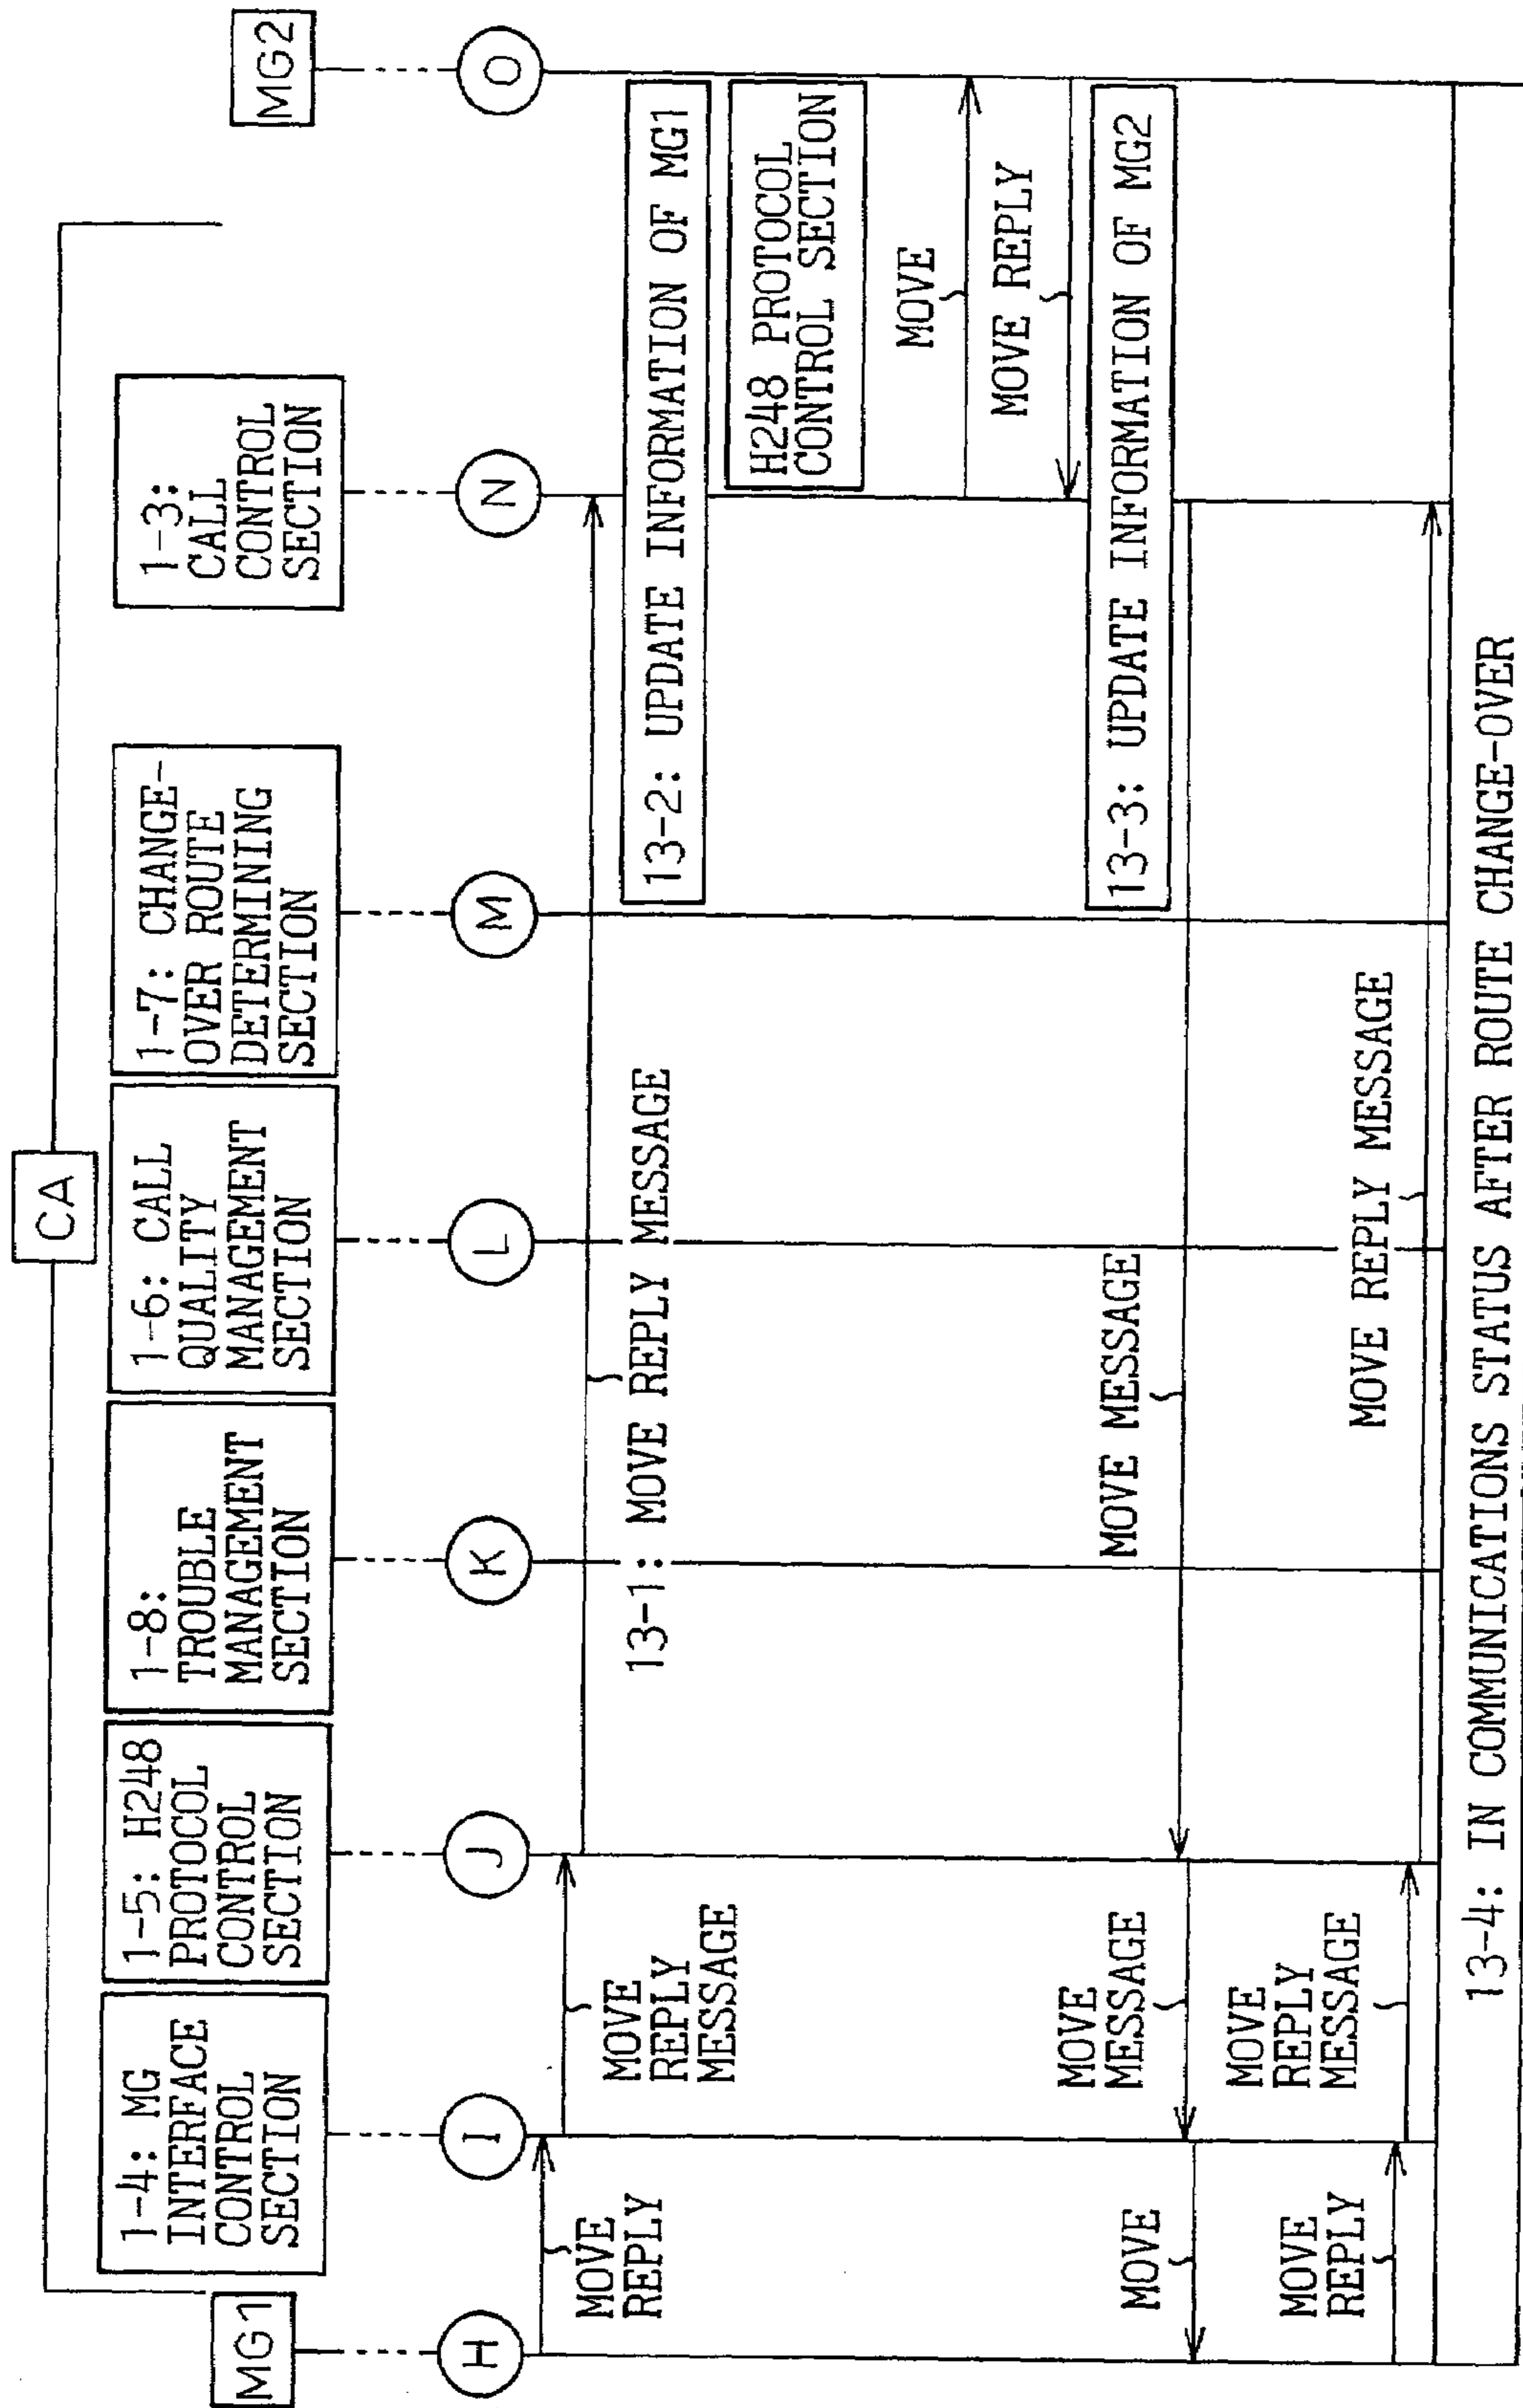 CA
MG1
1-4: MG
INTERFACE
CONTROL
SECTION
1-5: H248
PROTOCOL
CONTROL
SECTION
1-8:
TROUBLE
MANAGEMENT
SECTION
1-6: CALL
QUALITY
MANAGEMENT
SECTION
1-7: CHANGE-
OVER ROUTE
DETERMINING
SECTION
1-3:
CALL
CONTROL
SECTION
MG2
H
I
J
K
L
M
N
O
MOVE
REPLY
MOVE
REPLY
MESSAGE
13-1: MOVE REPLY MESSAGE
13-2: UPDATE INFORMATION OF MG1
H248 PROTOCOL
CONTROL SECTION
MOVE
MOVE REPLY
13-3: UPDATE INFORMATION OF MG2
MOVE MESSAGE
MOVE
MESSAGE
MOVE
MOVE
REPLY
MOVE
REPLY
MESSAGE
MOVE REPLY MESSAGE
13-4: IN COMMUNICATIONS STATUS AFTER ROUTE CHANGE-OVER